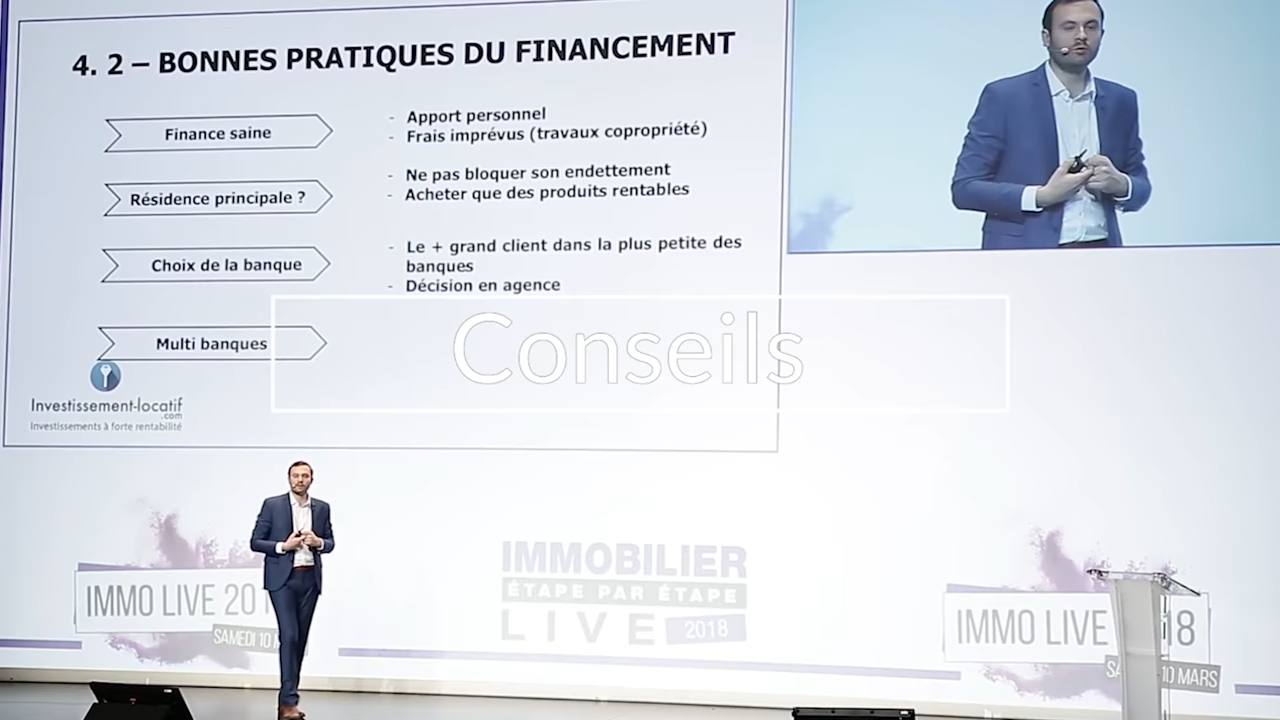 4. 2 – BONNES PRATIQUES DU FINANCEMENT
Finance saine
- Apport personnel
- Frais imprévus (travaux copropriété)
Résidence principale ?
- Ne pas bloquer son endettement
- Acheter que des produits rentables
Choix de la banque
- Le + grand client dans la plus petite des
banques
- Décision en agence
Multi banques
Conseils
Investissement-locatif
.com
Investissements à forte rentabilité
IMMO LIVE
SAMEDI 10
IMMOBILIER
ÉTAPE PAR ÉTAPE
LIVE 2018
IMMO LIVE
10 MARS